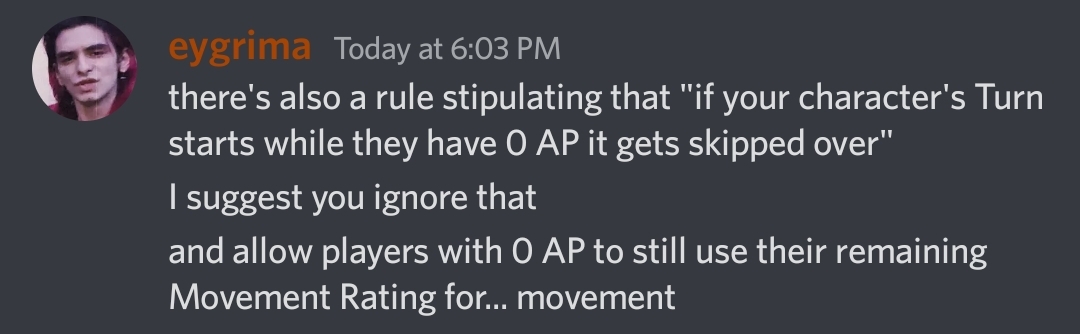 eygrima Today at 6:03 PM
there's also a rule stipulating that "if your character's Turn
starts while they have 0 AP it gets skipped over"
I suggest you ignore that
and allow players with 0 AP to still use their remaining
Movement Rating for... movement